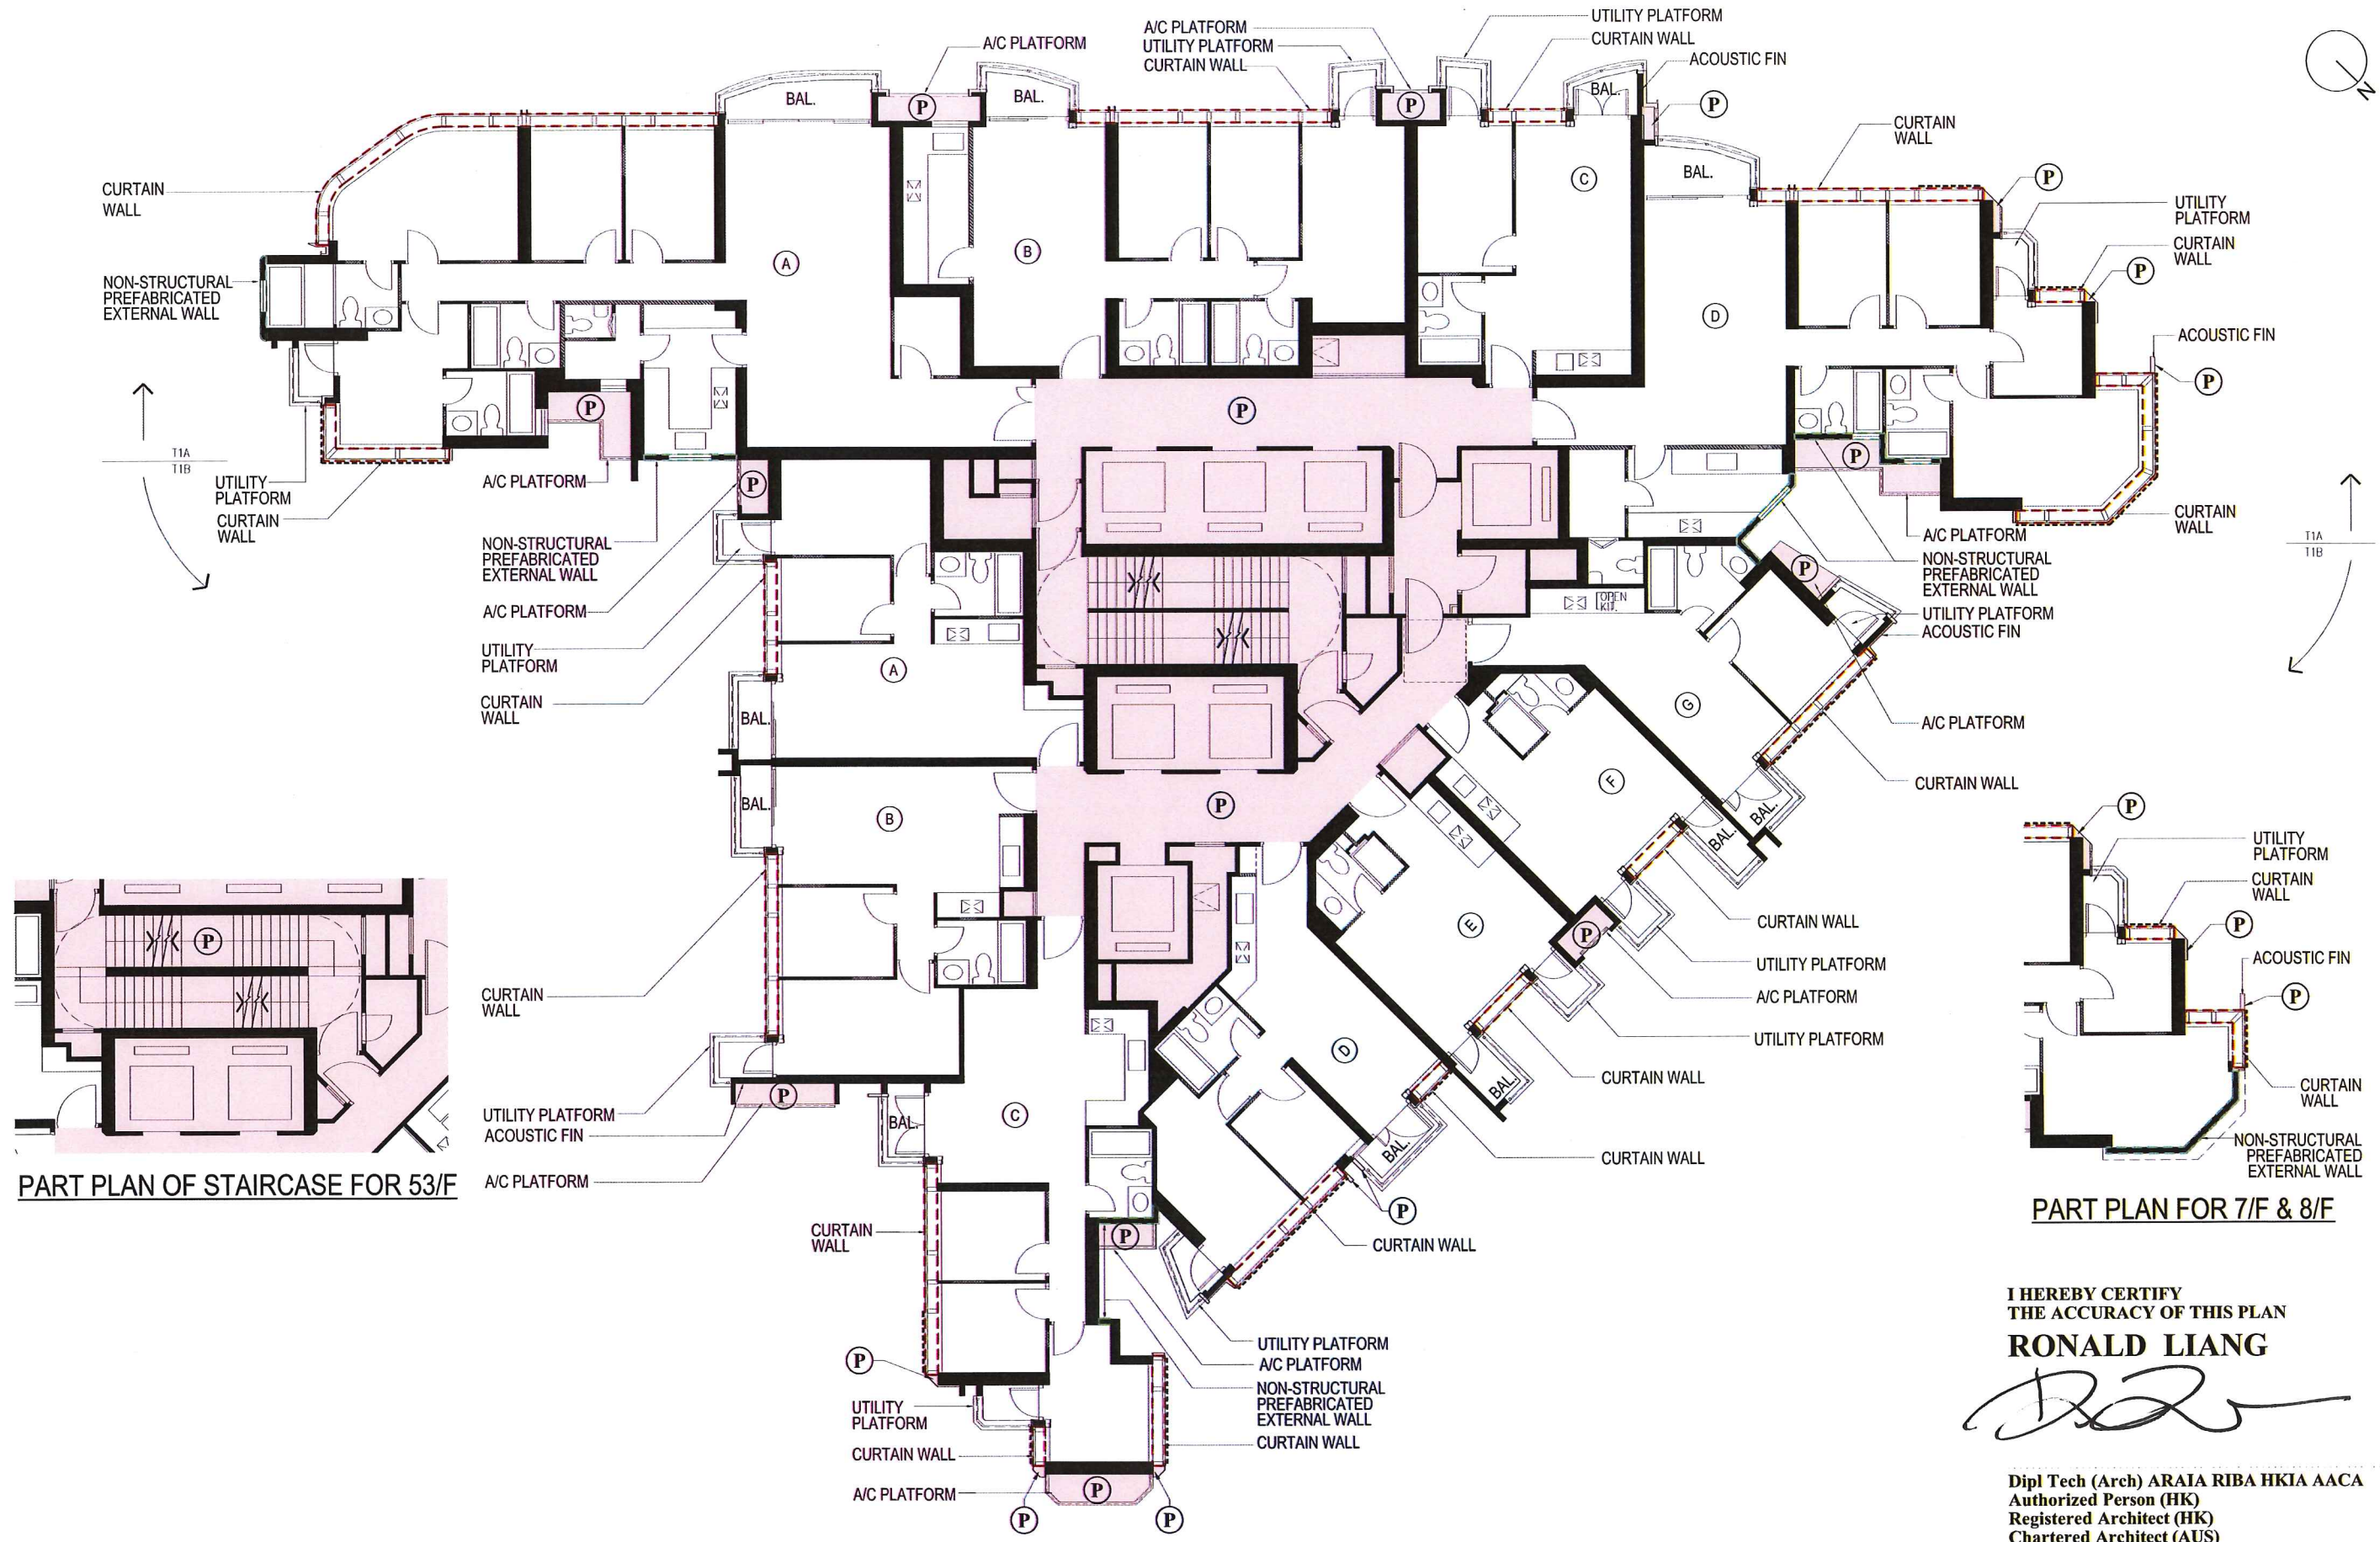 UTILITY PLATFORM
A/C PLATFORM
CURTAIN WALL
A/C PLATFORM
UTILITY PLATFORM
CURTAIN WALL
ACOUSTIC FIN
N
BAL.
P
BAL.
P
BAL.
P
CURTAIN
WALL
BAL.
P
CURTAIN
WALL
C
UTILITY
PLATFORM
CURTAIN
WALL
P
NON-STRUCTURAL
PREFABRICATED
EXTERNAL WALL
A
B
D
ACOUSTIC FIN
P
P
P
T1A
T1B
UTILITY
PLATFORM
CURTAIN
WALL
A/C PLATFORM
P
P
CURTAIN
WALL
A/C PLATFORM
T1A
T1B
NON-STRUCTURAL
PREFABRICATED
EXTERNAL WALL
NON-STRUCTURAL
PREFABRICATED
EXTERNAL WALL
P
A/C PLATFORM
OPEN
KIT.
UTILITY PLATFORM
ACOUSTIC FIN
UTILITY
PLATFORM
A
CURTAIN
WALL
BAL.
G
A/C PLATFORM
F
CURTAIN WALL
BAL.
B
P
BAL.
BAL.
P
UTILITY
PLATFORM
CURTAIN
WALL
CURTAIN WALL
P
E
P
P
ACOUSTIC FIN
UTILITY PLATFORM
A/C PLATFORM
CURTAIN
WALL
P
UTILITY PLATFORM
D
CURTAIN WALL
BAL.
CURTAIN
WALL
P
UTILITY PLATFORM
ACOUSTIC FIN
C
BAL.
BAL.
CURTAIN WALL
NON-STRUCTURAL
PREFABRICATED
EXTERNAL WALL
A/C PLATFORM
PART PLAN OF STAIRCASE FOR 53/F
PART PLAN FOR 7/F & 8/F
CURTAIN
WALL
P
P
CURTAIN WALL
I HEREBY CERTIFY
THE ACCURACY OF THIS PLAN
RONALD LIANG
UTILITY PLATFORM
P
A/C PLATFORM
NON-STRUCTURAL
PREFABRICATED
EXTERNAL WALL
UTILITY
PLATFORM
CURTAIN WALL
CURTAIN WALL
A/C PLATFORM
P
P
P
Dipl Tech (Arch) ARAIA RIBA HKIA AACA
Authorized Person (HK)
Registered Architect (HK)
Chartered Architect (AUS)